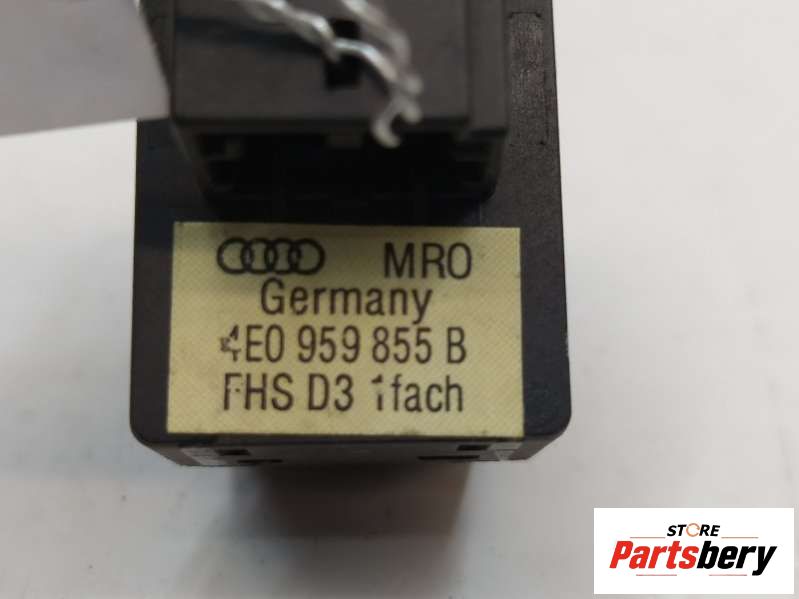 MRO
Germany
4E0 959 855 B
FHS D3 1fach
STORE
Partsbery